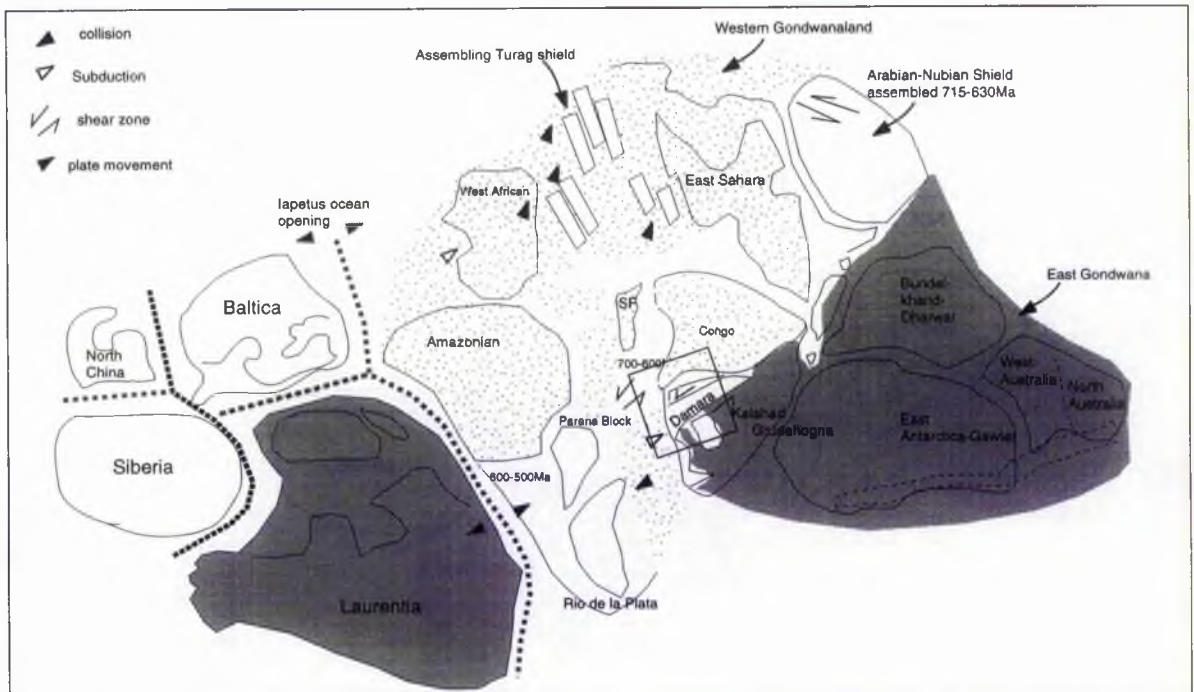 collision
Subduction
shear zone
plate movement
Assembling Turag shield
Western Gondwanaland
Arabian-Nubian Shield
assembled 715-630Ma
West African
East Sahara
Iapetus ocean
opening
East Gondwana
Baltica
North
China
Amazonian
SF
Congo
Bundel-
khand-
Dharwar
700-600
West
Australia
North
Australia
Damara
Kalahari
Parana Block
East
Antarctica-Gawler
Siberia
600-500Ma
Laurentia
Rio de la Plata